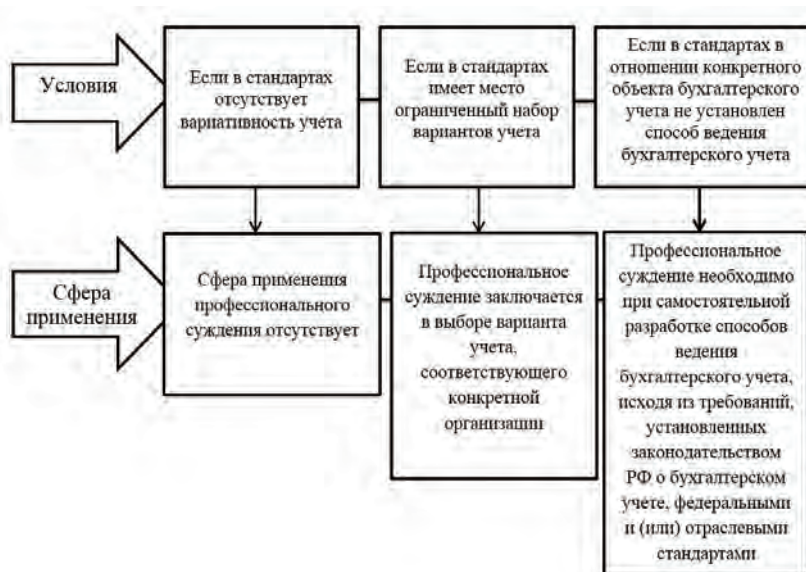 Условия
Если в стандартах
отсутствует
вариативность учета
Если в стандартах
имеет место
ограниченный набор
вариантов учета
Если в стандартах в
отношении конкретного
объекта бухгалтерского
учета не установлен
способ ведения
бухгалтерского учета
Сфера
применения
Сфера применения
профессионального
суждения отсутствует
Профессиональное
суждение заключается
в выборе варианта
учета,
соответствующего
конкретной
организации
Профессиональное
суждение необходимо
при самостоятельной
разработке способов
ведения
бухгалтерского учета,
исходя из требований,
установленных
законодательством
РФ о бухгалтерском
учете, федеральными
и (или) отраслевыми
стандартами